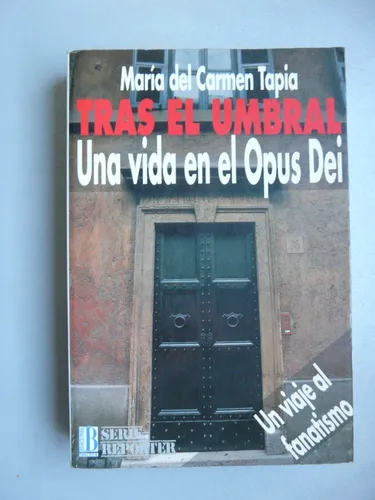 María del Carmen Tapia
TRAS EL UMBRAL
Una vida en el Opus Dei
Un viaje al
fanatismo
B
SERIE
REPORTER